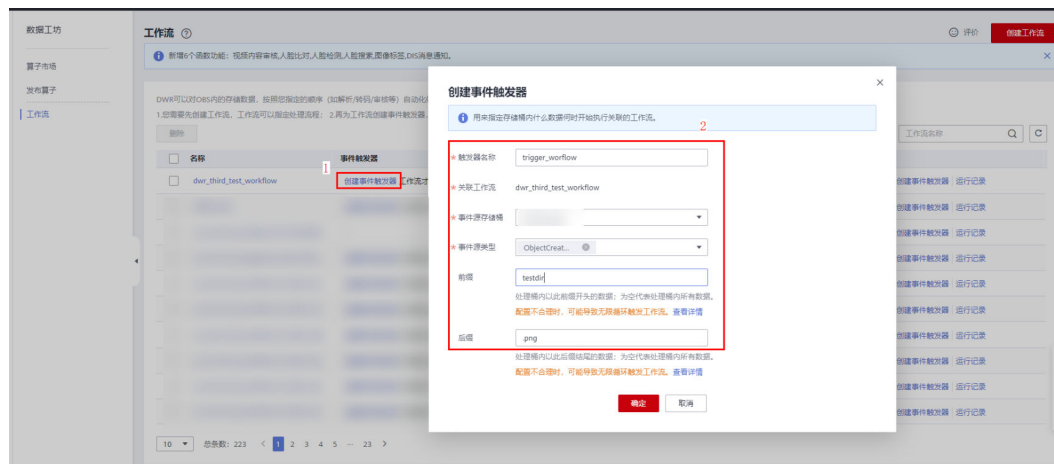 数据工坊
算子市场
发布算子
工作流
工作流
评价
创建工作流
新增6个函数功能：视频内容审核,人脸比对,人脸检测,人脸搜索,图像标签,DIS消息通知。
DWR可以对OBS内的存储数据，按照您指定的顺序（如解析/转码/审核等）自动化
1.您需要先创建工作流，工作流可以指定处理流程； 2.再为工作流创建事件触发器，
删除
工作流名称
名称
事件触发器
1
dwr_third_test_workflow
创建事件触发器 工作流才
创建事件触发器 运行记录
创建事件触发器 运行记录
创建事件触发器 运行记录
创建事件触发器 运行记录
创建事件触发器 运行记录
创建事件触发器 运行记录
创建事件触发器 运行记录
创建事件触发器 运行记录
创建事件触发器 运行记录
创建事件触发器 运行记录
10 总条数：223 < 1 2 3 4 5 … 23 >
创建事件触发器
用来指定存储桶内什么数据何时开始执行关联的工作流。
2
* 触发器名称 trigger_worflow
* 关联工作流 dwr_third_test_workflow
* 事件源存储桶
* 事件源类型 ObjectCreat...
前缀 testdir
处理桶内以此前缀开头的数据；为空代表处理桶内所有数据。
配置不合理时，可能导致无限循环触发工作流。查看详情
后缀 .png
处理桶内以此后缀结尾的数据；为空代表处理桶内所有数据。
配置不合理时，可能导致无限循环触发工作流。查看详情
确定 取消